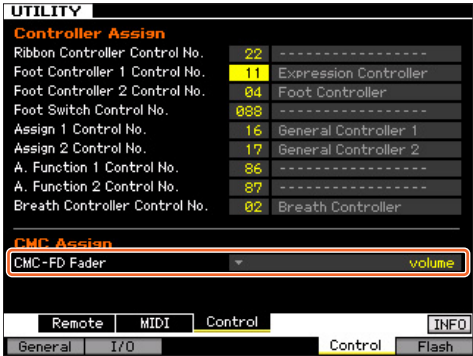 UTILITY
Controller Assign
Ribbon Controller Control No. 22 -----------------
Foot Controller 1 Control No. 11 Expression Controller
Foot Controller 2 Control No. 04 Foot Controller
Foot Switch Control No. 088 -----------------
Assign 1 Control No. 16 General Controller 1
Assign 2 Control No. 17 General Controller 2
A. Function 1 Control No. 86 -----------------
A. Function 2 Control No. 87 -----------------
Breath Controller Control No. 02 Breath Controller
CMC Assign
CMC-FD Fader volume
Remote MIDI Control INFO
General I/O Control Flash